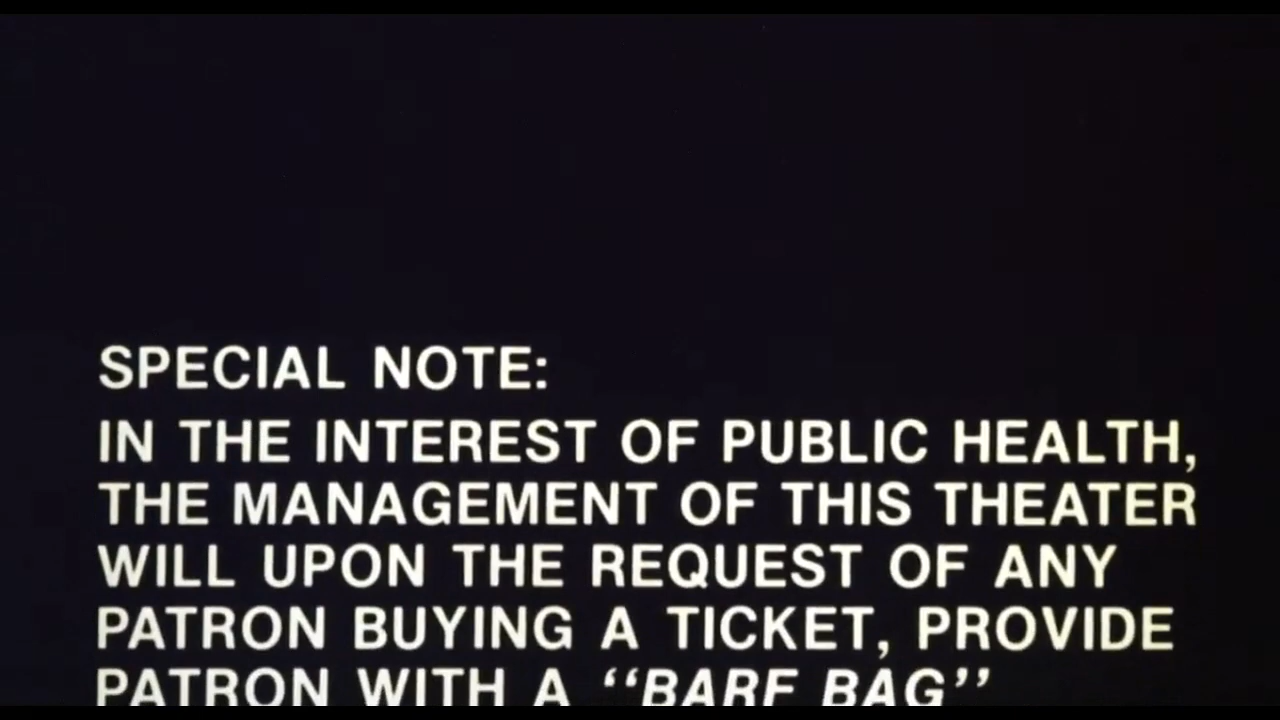 SPECIAL NOTE:
IN THE INTEREST OF PUBLIC HEALTH,
THE MANAGEMENT OF THIS THEATER
WILL UPON THE REQUEST OF ANY
PATRON BUYING A TICKET, PROVIDE
PATRON WITH A ‘‘BARF BAG’’